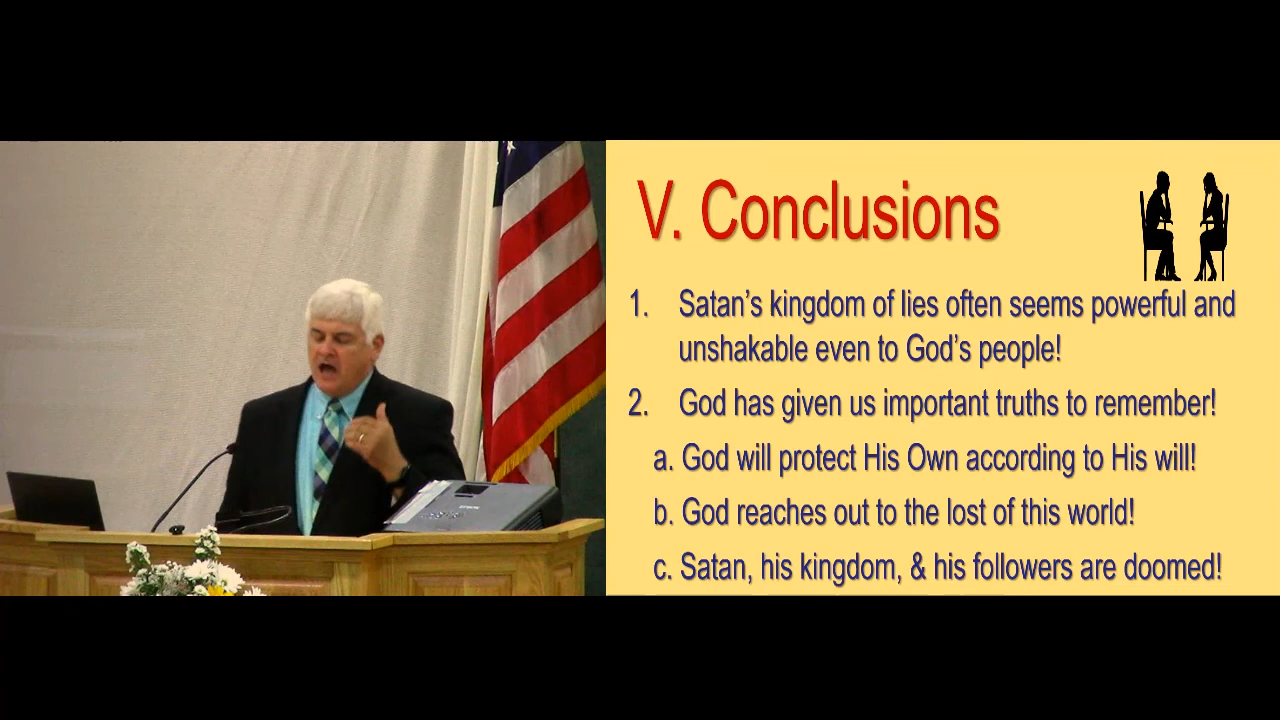 V. Conclusions
1. Satan's kingdom of lies often seems powerful and
unshakable even to God's people!
2. God has given us important truths to remember!
a. God will protect His Own according to His will!
b. God reaches out to the lost of this world!
c. Satan, his kingdom, & his followers are doomed!